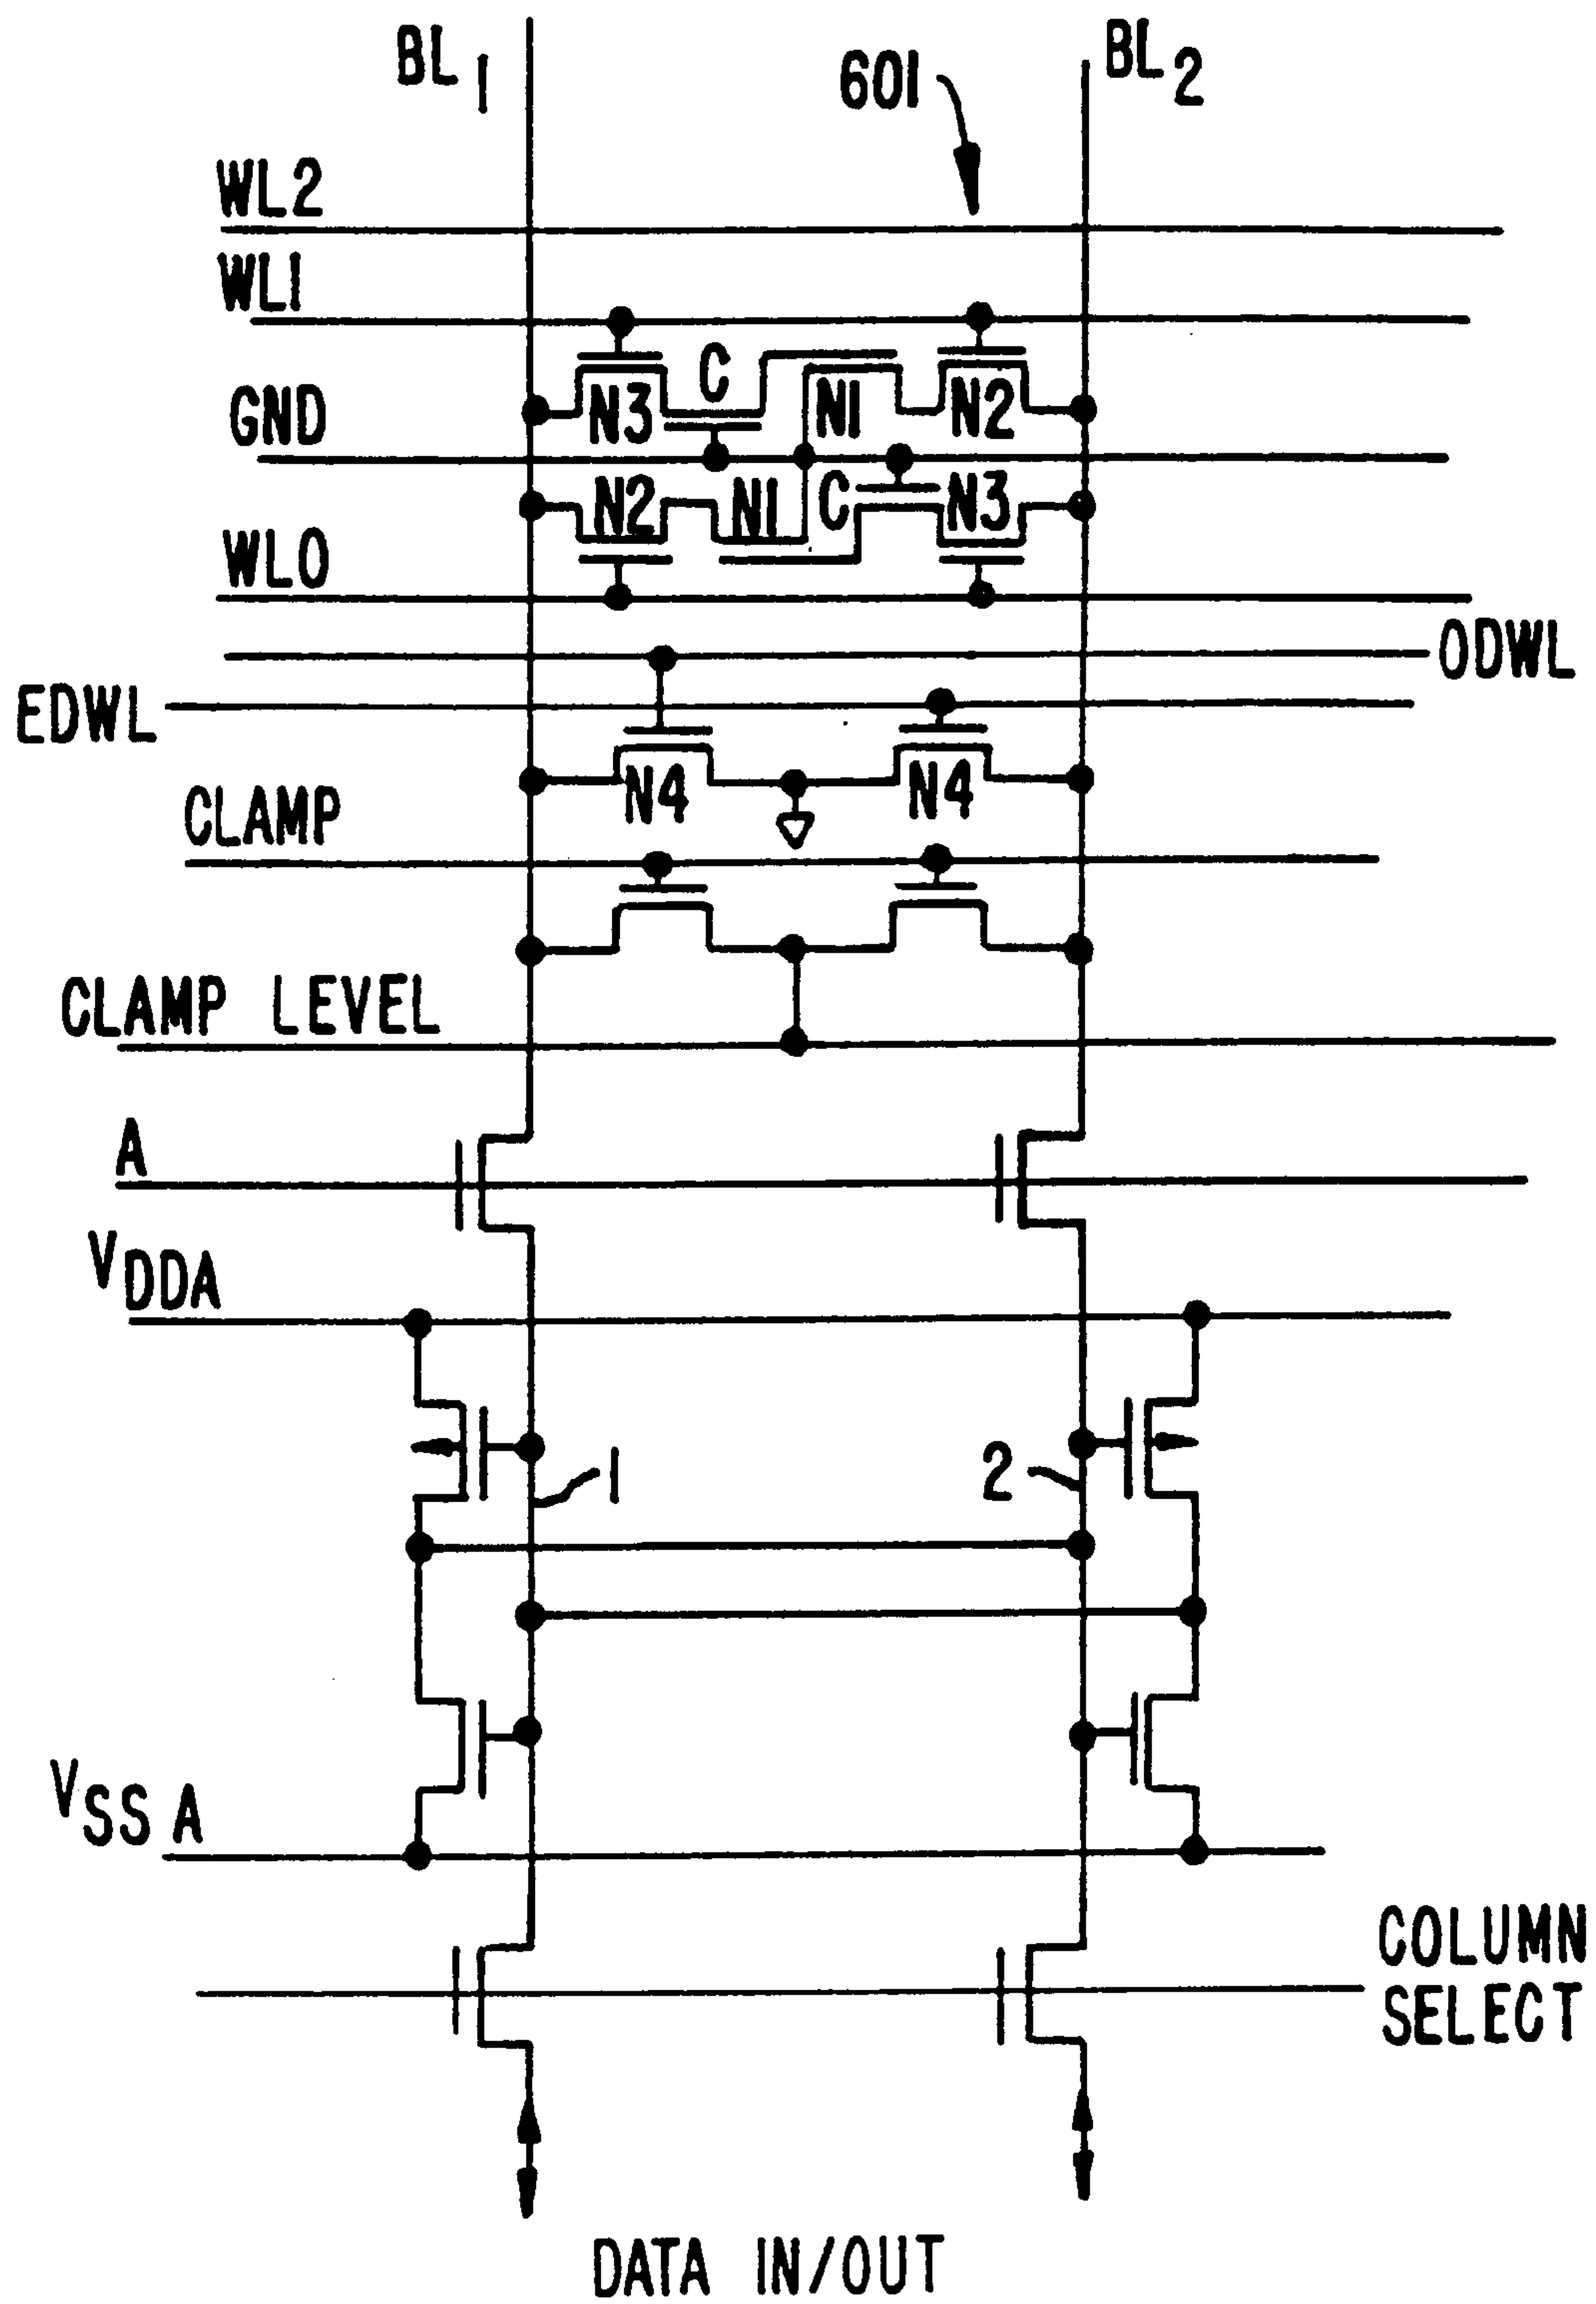 BL1
601
BL2
WL2
WL1
C
N3
N1
N2
GND
N2
N1
C
N3
WL0
ODWL
EDWL
N4
N4
CLAMP
CLAMP LEVEL
A
VDDA
1
2
VSSA
COLUMN
SELECT
DATA IN/OUT